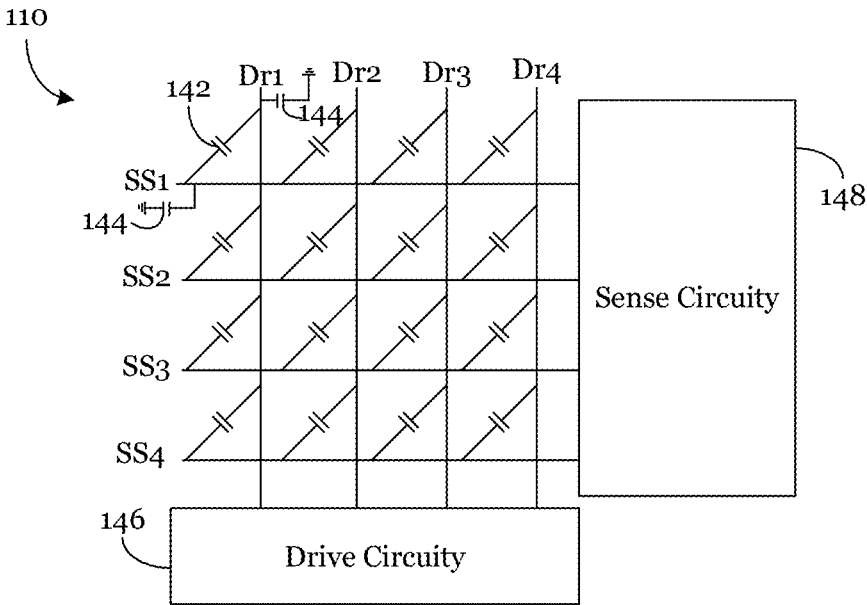 110
Dr1 Dr2 Dr3 Dr4
142
144
SS1
144
148
SS2
Sense Circuity
SS3
SS4
146
Drive Circuity